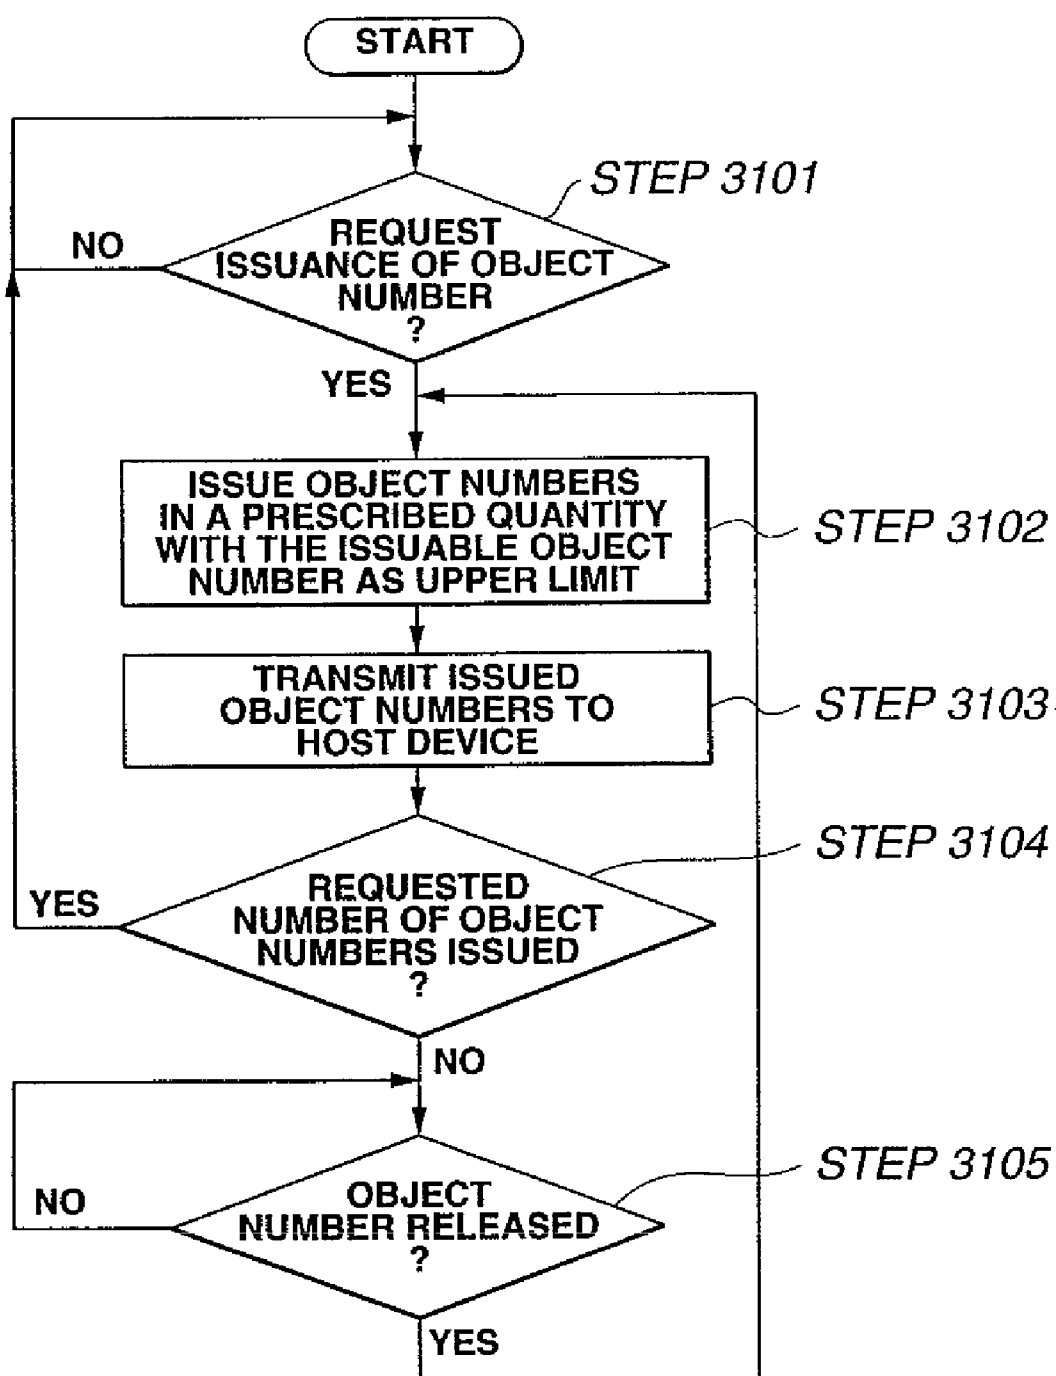 START
STEP 3101
REQUEST
ISSUANCE OF OBJECT
NUMBER
?
NO
YES
ISSUE OBJECT NUMBERS
IN A PRESCRIBED QUANTITY
WITH THE ISSUABLE OBJECT
NUMBER AS UPPER LIMIT
STEP 3102
TRANSMIT ISSUED
OBJECT NUMBERS TO
HOST DEVICE
STEP 3103
STEP 3104
REQUESTED
NUMBER OF OBJECT
NUMBERS ISSUED
?
YES
NO
STEP 3105
OBJECT
NUMBER RELEASED
?
NO
YES